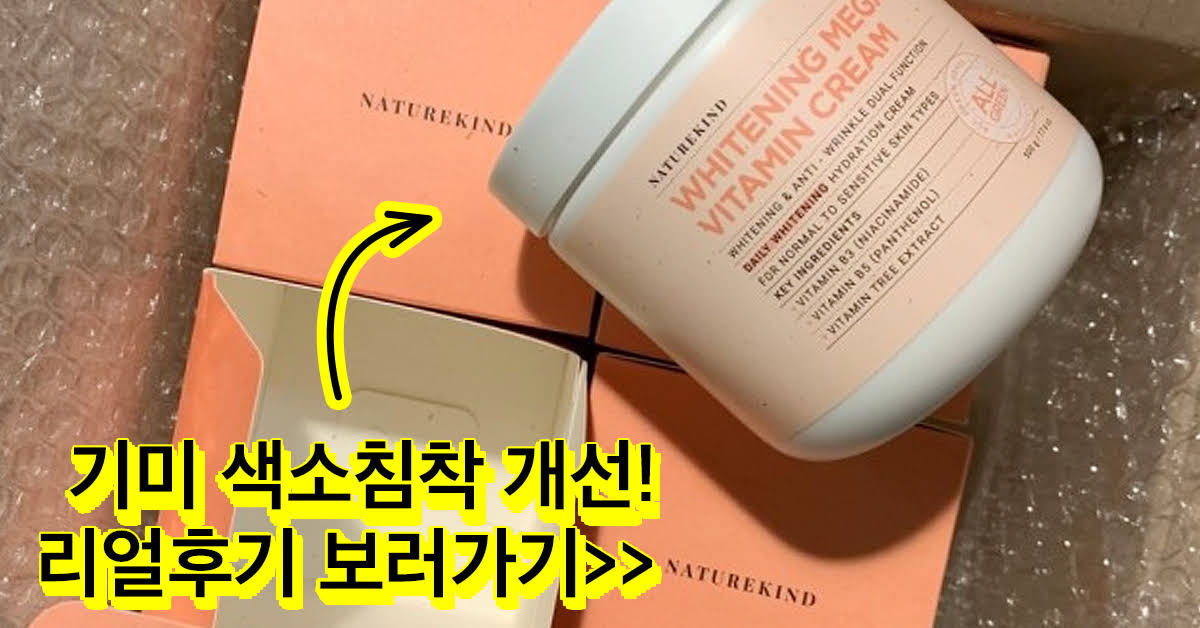 NATUREKIND
NATUREKIND
WHITENING MEGA
VITAMIN CREAM
WHITENING & ANTI - WRINKLE DUAL FUNCTION
DAILY WHITENING HYDRATION CREAM
FOR NORMAL TO SENSITIVE SKIN TYPES
KEY INGREDIENTS
VITAMIN B3 (NIACINAMIDE)
VITAMIN B5 (PANTHENOL)
VITAMIN TREE EXTRACT
ALL
GREEN
기미 색소침착 개선!
리얼후기 보러가기>>
NATUREKIND